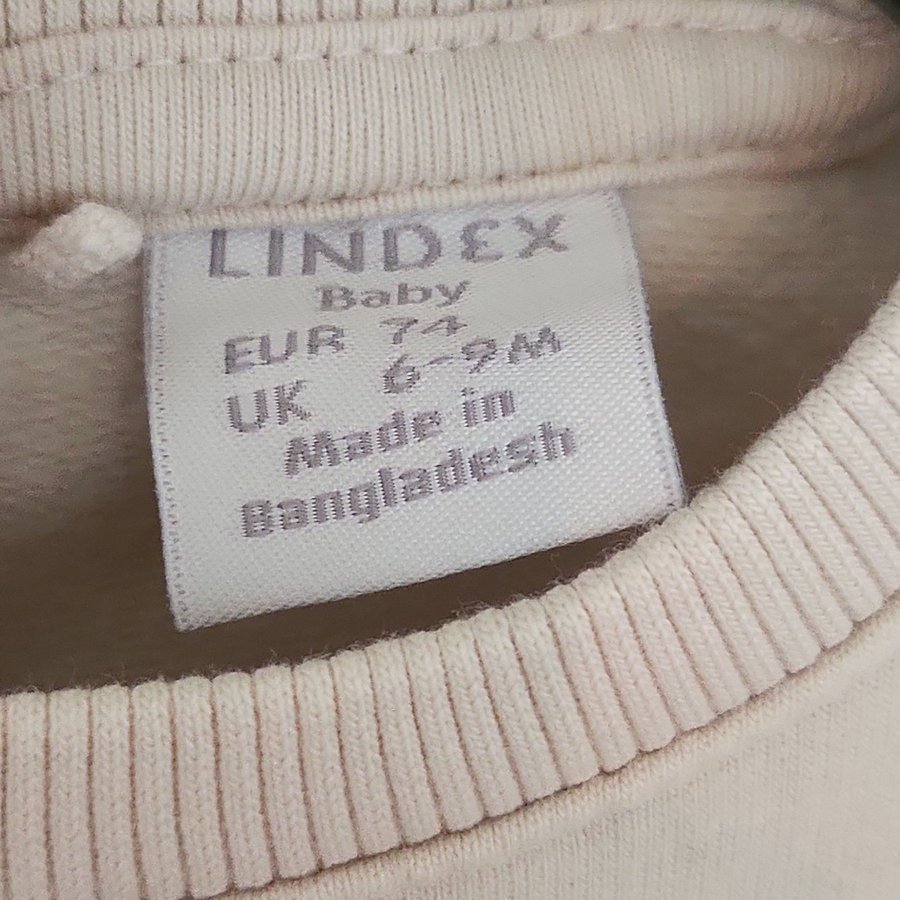 LINDEX
Baby
EUR 74
UK 6-9M
Made in
Bangladesh